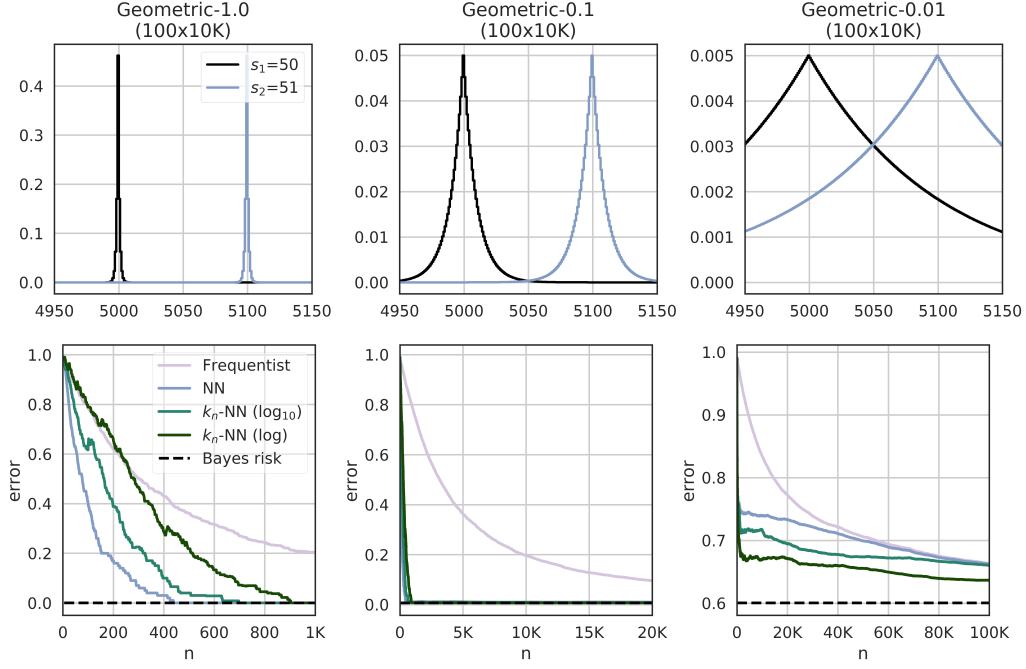 Geometric-1.0
(100x10K)
Geometric-0.1
(100x10K)
Geometric-0.01
(100x10K)
0.4
0.3
0.2
0.1
0.0
s₁=50
s₂=51
4950 5000 5050 5100 5150
0.05
0.04
0.03
0.02
0.01
0.00
4950 5000 5050 5100 5150
0.005
0.004
0.003
0.002
0.001
0.000
4950 5000 5050 5100 5150
error
1.0
0.8
0.6
0.4
0.2
0.0
Frequentist
NN
kₙ-NN (log₁₀)
kₙ-NN (log)
Bayes risk
0 200 400 600 800 1K
n
error
1.0
0.8
0.6
0.4
0.2
0.0
0 5K 10K 15K 20K
n
error
1.0
0.9
0.8
0.7
0.6
0 20K 40K 60K 80K 100K
n